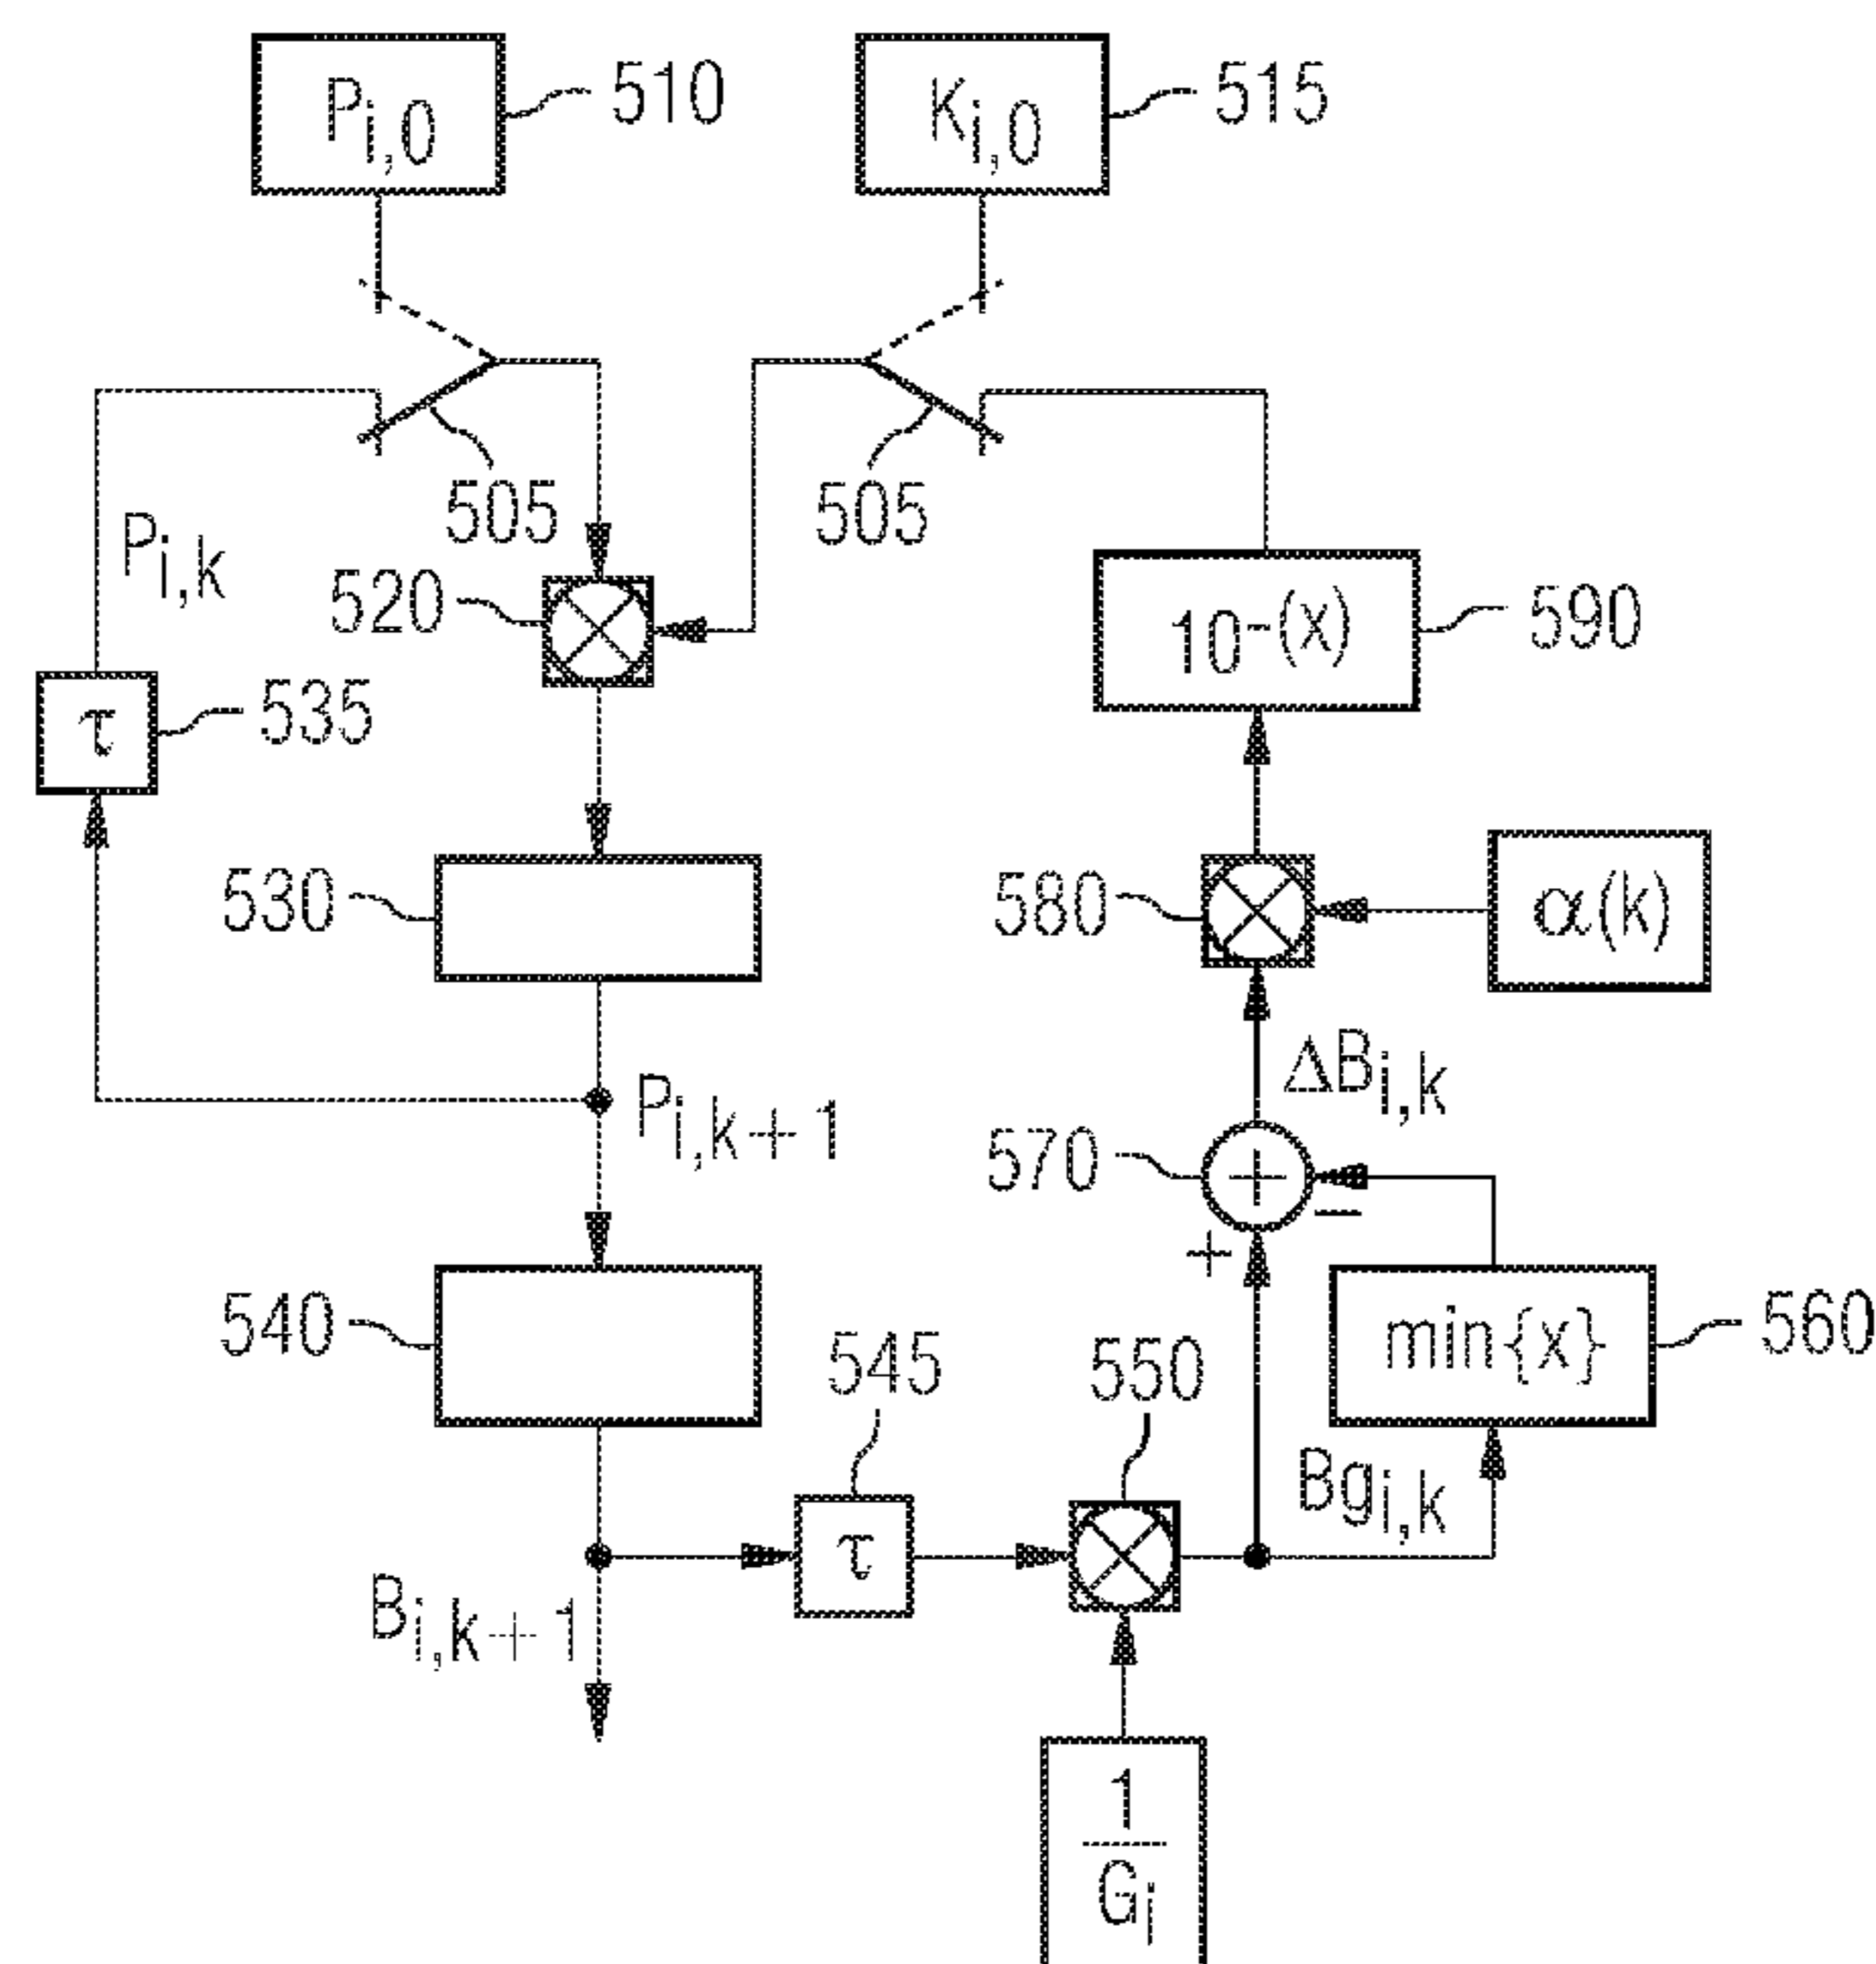 Pi,0
510
Ki,0
515
505
505
Pi,k
520
10-(x)
590
τ
535
530
580
α(k)
ΔBi,k
Pi,k+1
570
+
−
+
540
545
550
min{x}
560
Bgi,k
τ
Bi,k+1
1
Gi